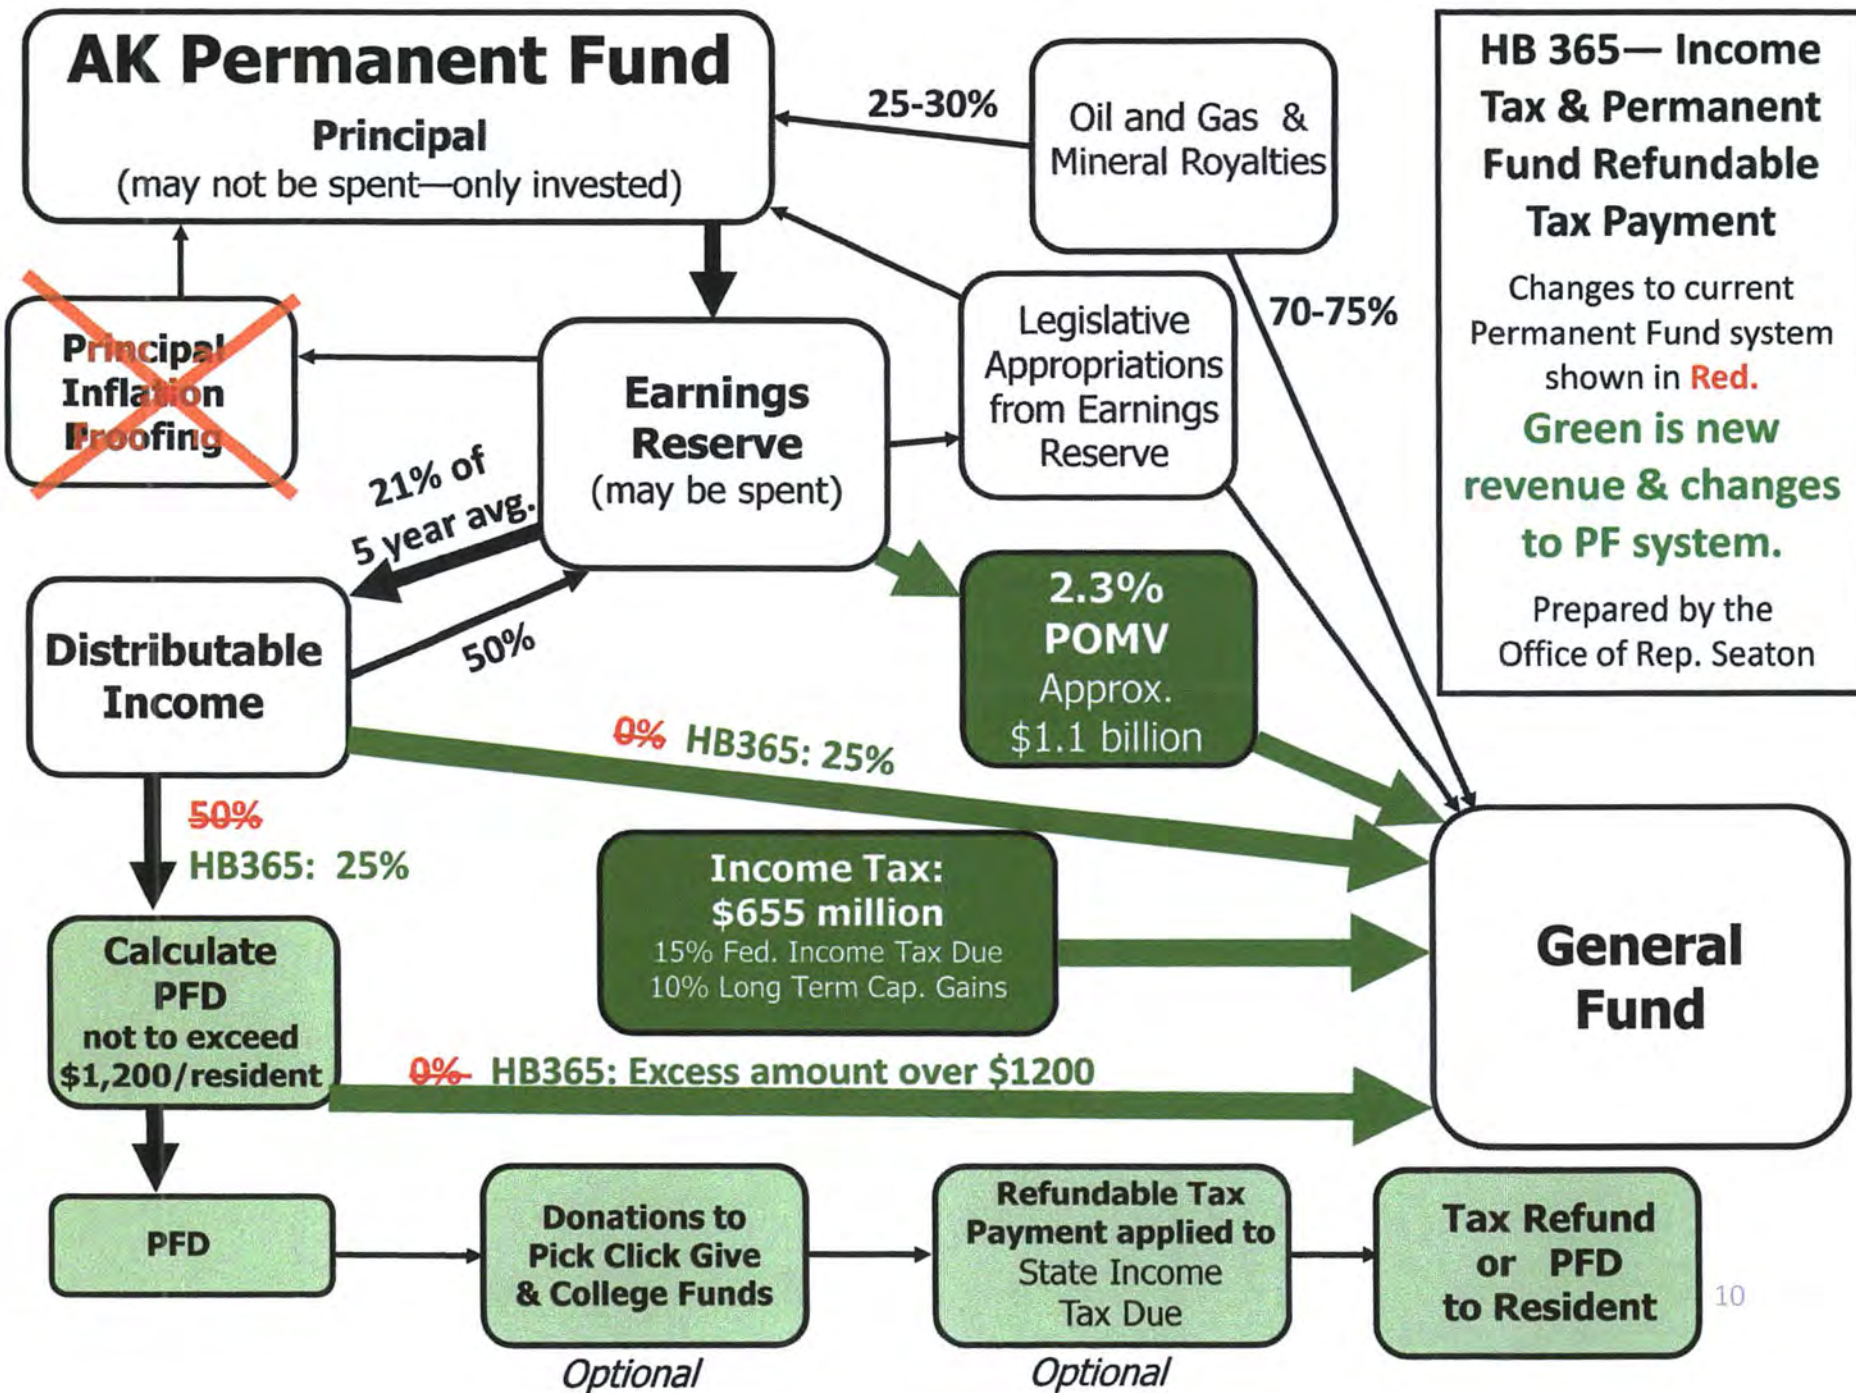 AK Permanent Fund
Principal
(may not be spent—only invested)
25-30%
Oil and Gas &
Mineral Royalties
HB 365— Income
Tax & Permanent
Fund Refundable
Tax Payment
Changes to current
Permanent Fund system
shown in Red.
Green is new
revenue & changes
to PF system.
Prepared by the
Office of Rep. Seaton
Principal
Inflation
Proofing
Earnings
Reserve
(may be spent)
Legislative
Appropriations
from Earnings
Reserve
70-75%
21% of
5 year avg.
50%
Distributable
Income
2.3%
POMV
Approx.
$1.1 billion
0% HB365: 25%
50%
HB365: 25%
Income Tax:
$655 million
15% Fed. Income Tax Due
10% Long Term Cap. Gains
General
Fund
Calculate
PFD
not to exceed
$1,200/resident
0% HB365: Excess amount over $1200
PFD
Donations to
Pick Click Give
& College Funds
Optional
Refundable Tax
Payment applied to
State Income
Tax Due
Optional
Tax Refund
or PFD
to Resident
10